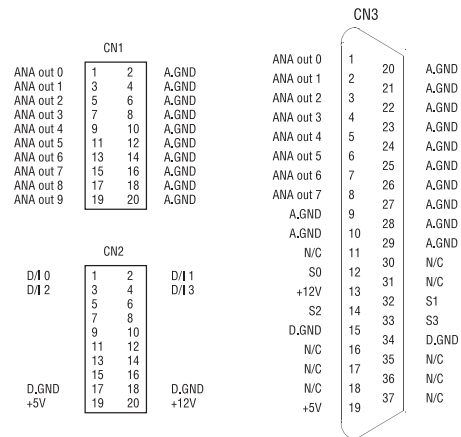 CN1
ANA out 0 1 2 A.GND
ANA out 1 3 4 A.GND
ANA out 2 5 6 A.GND
ANA out 3 7 8 A.GND
ANA out 4 9 10 A.GND
ANA out 5 11 12 A.GND
ANA out 6 13 14 A.GND
ANA out 7 15 16 A.GND
ANA out 8 17 18 A.GND
ANA out 9 19 20 A.GND
CN2
D/I 0 1 2 D/I 1
D/I 2 3 4 D/I 3
5 6
7 8
9 10
11 12
13 14
15 16
D.GND 17 18 D.GND
+5V 19 20 +12V
CN3
ANA out 0 1
20 A.GND
ANA out 1 2
21 A.GND
ANA out 2 3
22 A.GND
ANA out 3 4
23 A.GND
ANA out 4 5
24 A.GND
ANA out 5 6
25 A.GND
ANA out 6 7
26 A.GND
ANA out 7 8
27 A.GND
A.GND 9
28 A.GND
A.GND 10
29 A.GND
N/C 11
30 N/C
S0 12
31 N/C
+12V 13
32 S1
S2 14
33 S3
D.GND 15
34 D.GND
N/C 16
35 N/C
N/C 17
36 N/C
N/C 18
37 N/C
+5V 19